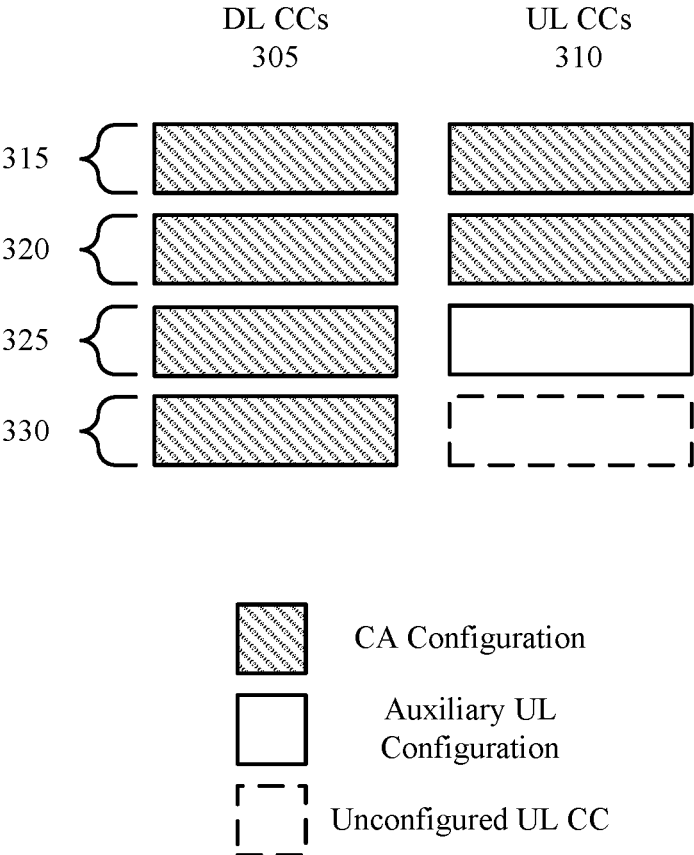 DL CCs
305
UL CCs
310
315
320
325
330
CA Configuration
Auxiliary UL
Configuration
Unconfigured UL CC